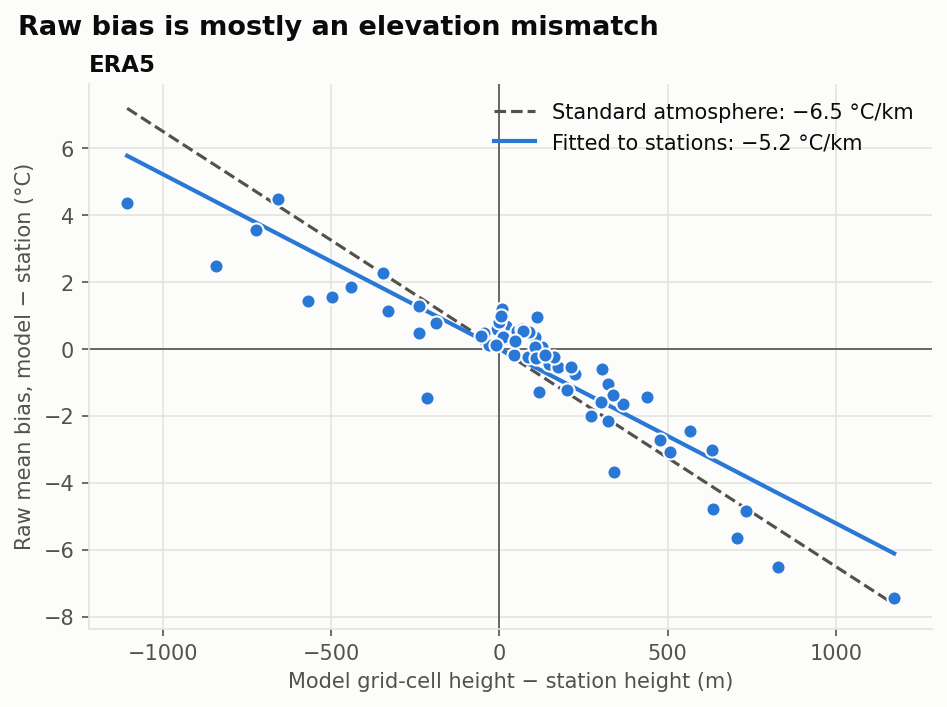 Raw bias is mostly an elevation mismatch
ERA5
Standard atmosphere: −6.5 °C/km
Fitted to stations: −5.2 °C/km
Raw mean bias, model − station (°C)
6
4
2
0
−2
−4
−6
−8
−1000 −500 0 500 1000
Model grid-cell height − station height (m)